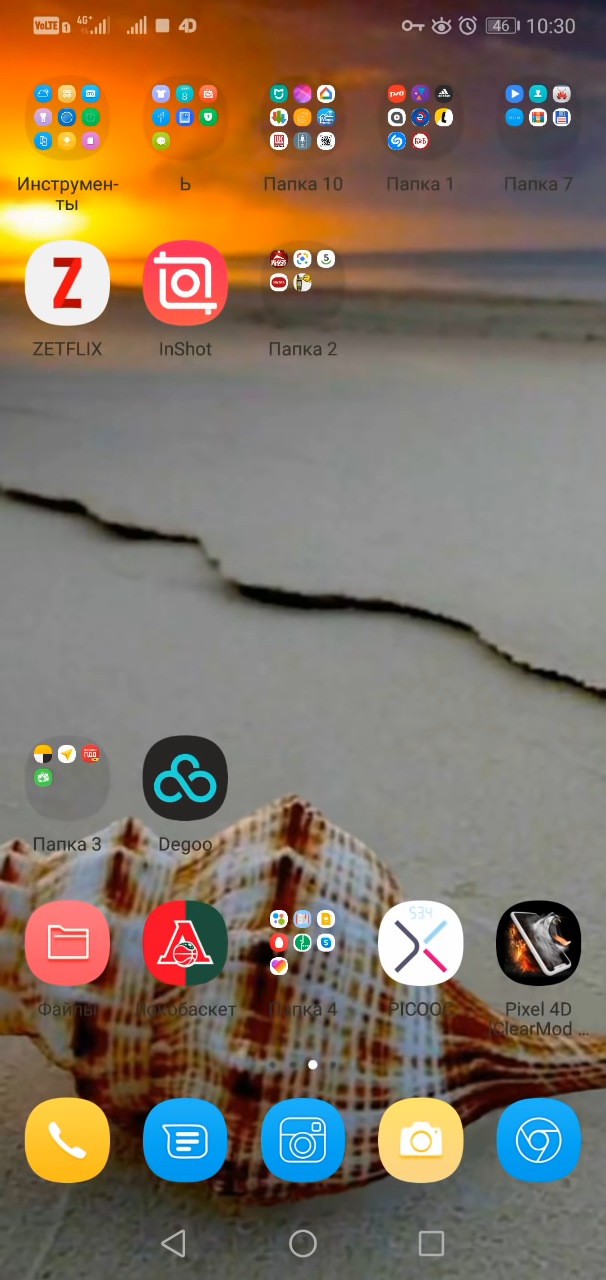 VoLTE 1 4G+ 4D 46 10:30
Инструмен-
ты
Ь
Папка 10
Папка 1
Папка 7
Z
ZETFLIX
InShot
Папка 2
Папка 3
Degoo
534
Файлы
Локобаскет
Папка 4
PICOOC
Pixel 4D
(ClearMod ...